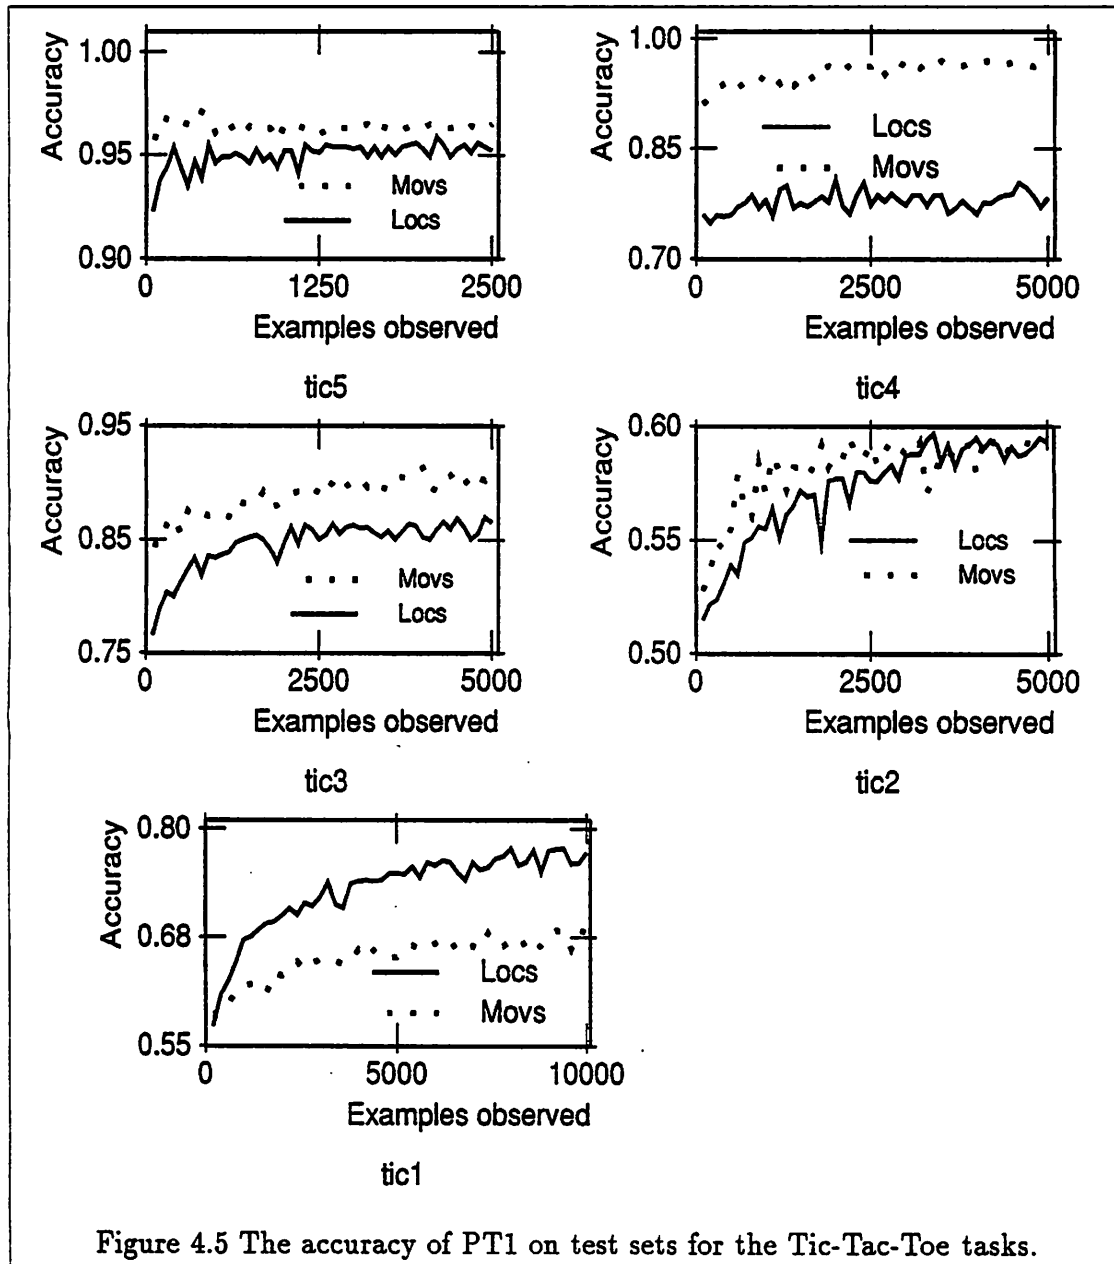 Accuracy
1.00
0.95
0.90
Movs
Locs
0
1250
2500
Examples observed
tic5
Accuracy
1.00
0.85
0.70
Locs
Movs
0
2500
5000
Examples observed
tic4
Accuracy
0.95
0.85
0.75
Movs
Locs
0
2500
5000
Examples observed
tic3
Accuracy
0.60
0.55
0.50
Locs
Movs
0
2500
5000
Examples observed
tic2
Accuracy
0.80
0.68
0.55
Locs
Movs
0
5000
10000
Examples observed
tic1
Figure 4.5 The accuracy of PT1 on test sets for the Tic-Tac-Toe tasks.